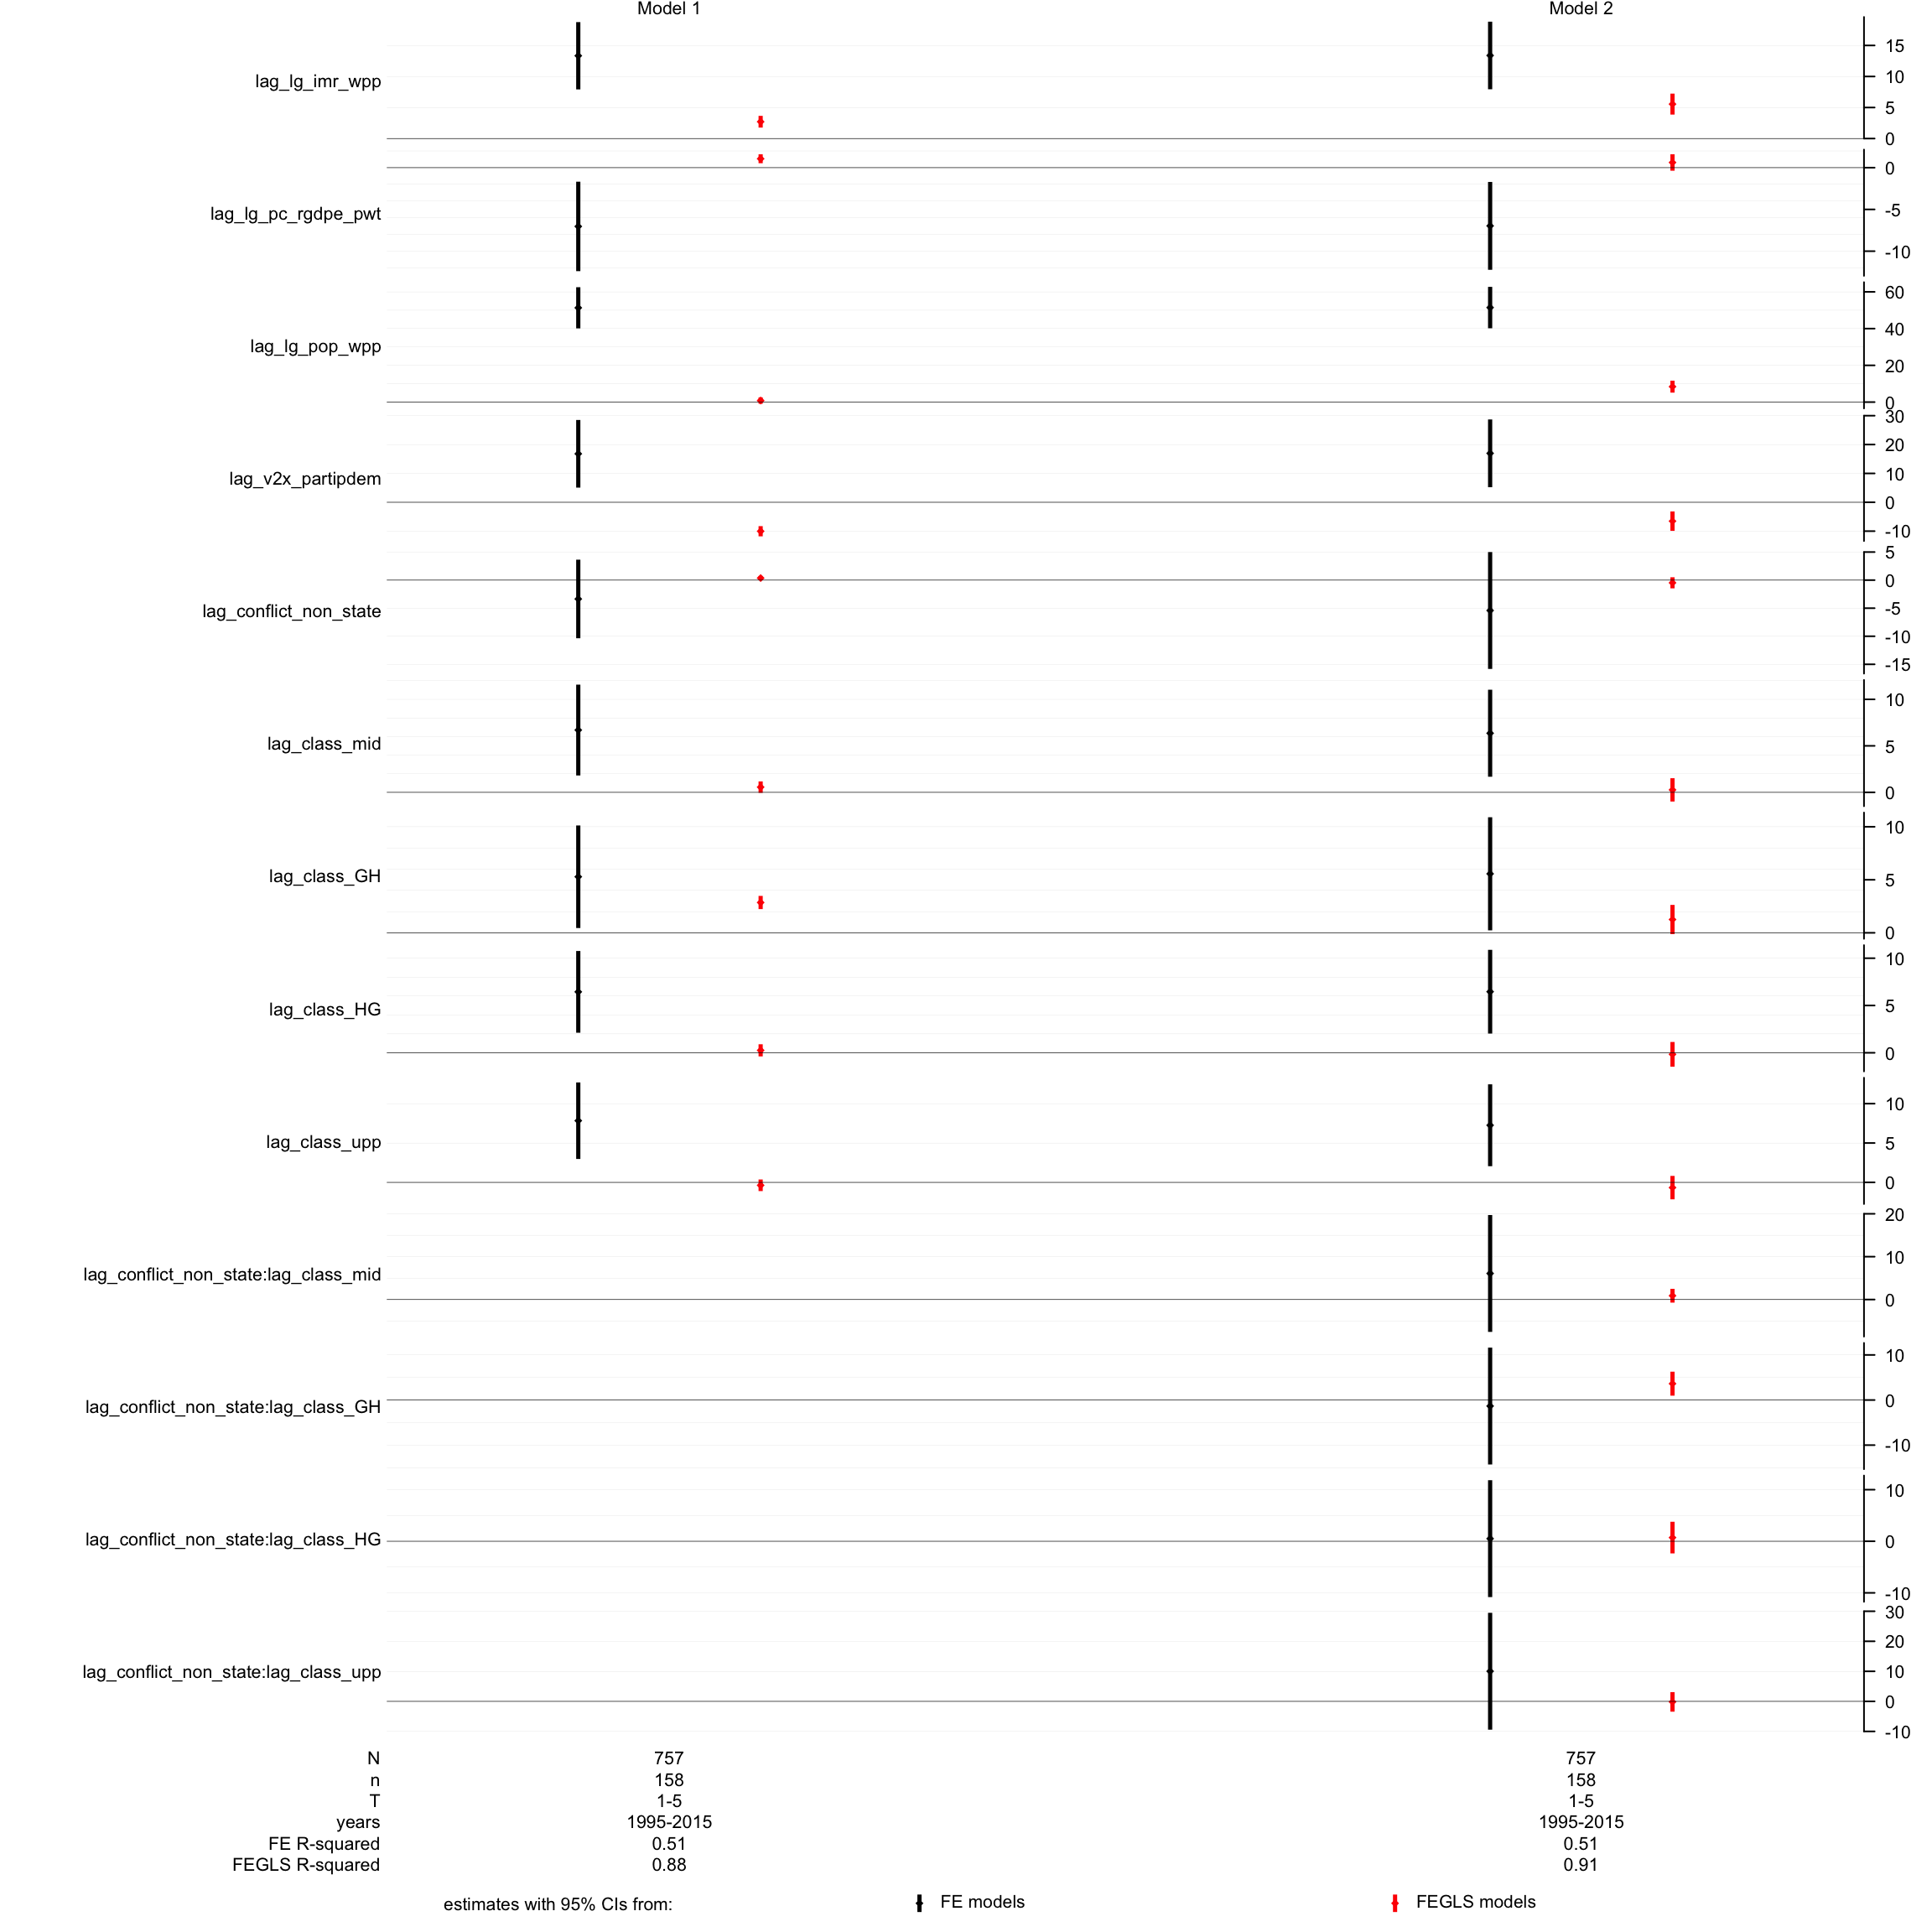 Model 1 Model 2
lag_lg_imr_wpp 15 10 5 0
lag_lg_pc_rgdpe_pwt 0 -5 -10
lag_lg_pop_wpp 60 40 20 0
lag_v2x_partipdem 30 20 10 0 -10
lag_conflict_non_state 5 0 -5 -10 -15
lag_class_mid 10 5 0
lag_class_GH 10 5 0
lag_class_HG 10 5 0
lag_class_upp 10 5 0
lag_conflict_non_state:lag_class_mid 20 10 0
lag_conflict_non_state:lag_class_GH 10 0 -10
lag_conflict_non_state:lag_class_HG 10 0 -10
lag_conflict_non_state:lag_class_upp 30 20 10 0 -10
N 757 757
n 158 158
T 1-5 1-5
years 1995-2015 1995-2015
FE R-squared 0.51 0.51
FEGLS R-squared 0.88 0.91
estimates with 95% CIs from: FE models FEGLS models